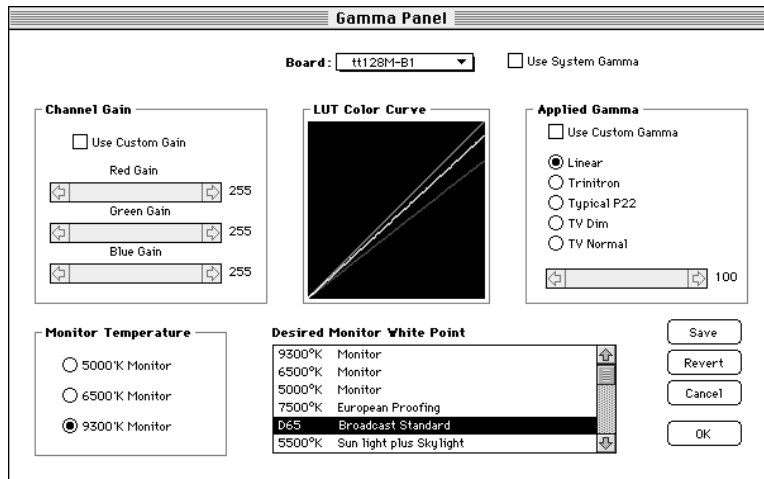 Gamma Panel
Board: tt128M-B1
Use System Gamma
Channel Gain
Use Custom Gain
Red Gain
255
Green Gain
255
Blue Gain
255
LUT Color Curve
Applied Gamma
Use Custom Gamma
Linear
Trinitron
Typical P22
TV Dim
TV Normal
100
Monitor Temperature
5000°K Monitor
6500°K Monitor
9300°K Monitor
Desired Monitor White Point
9300°K Monitor
6500°K Monitor
5000°K Monitor
7500°K European Proofing
D65 Broadcast Standard
5500°K Sun light plus Skylight
Save
Revert
Cancel
OK